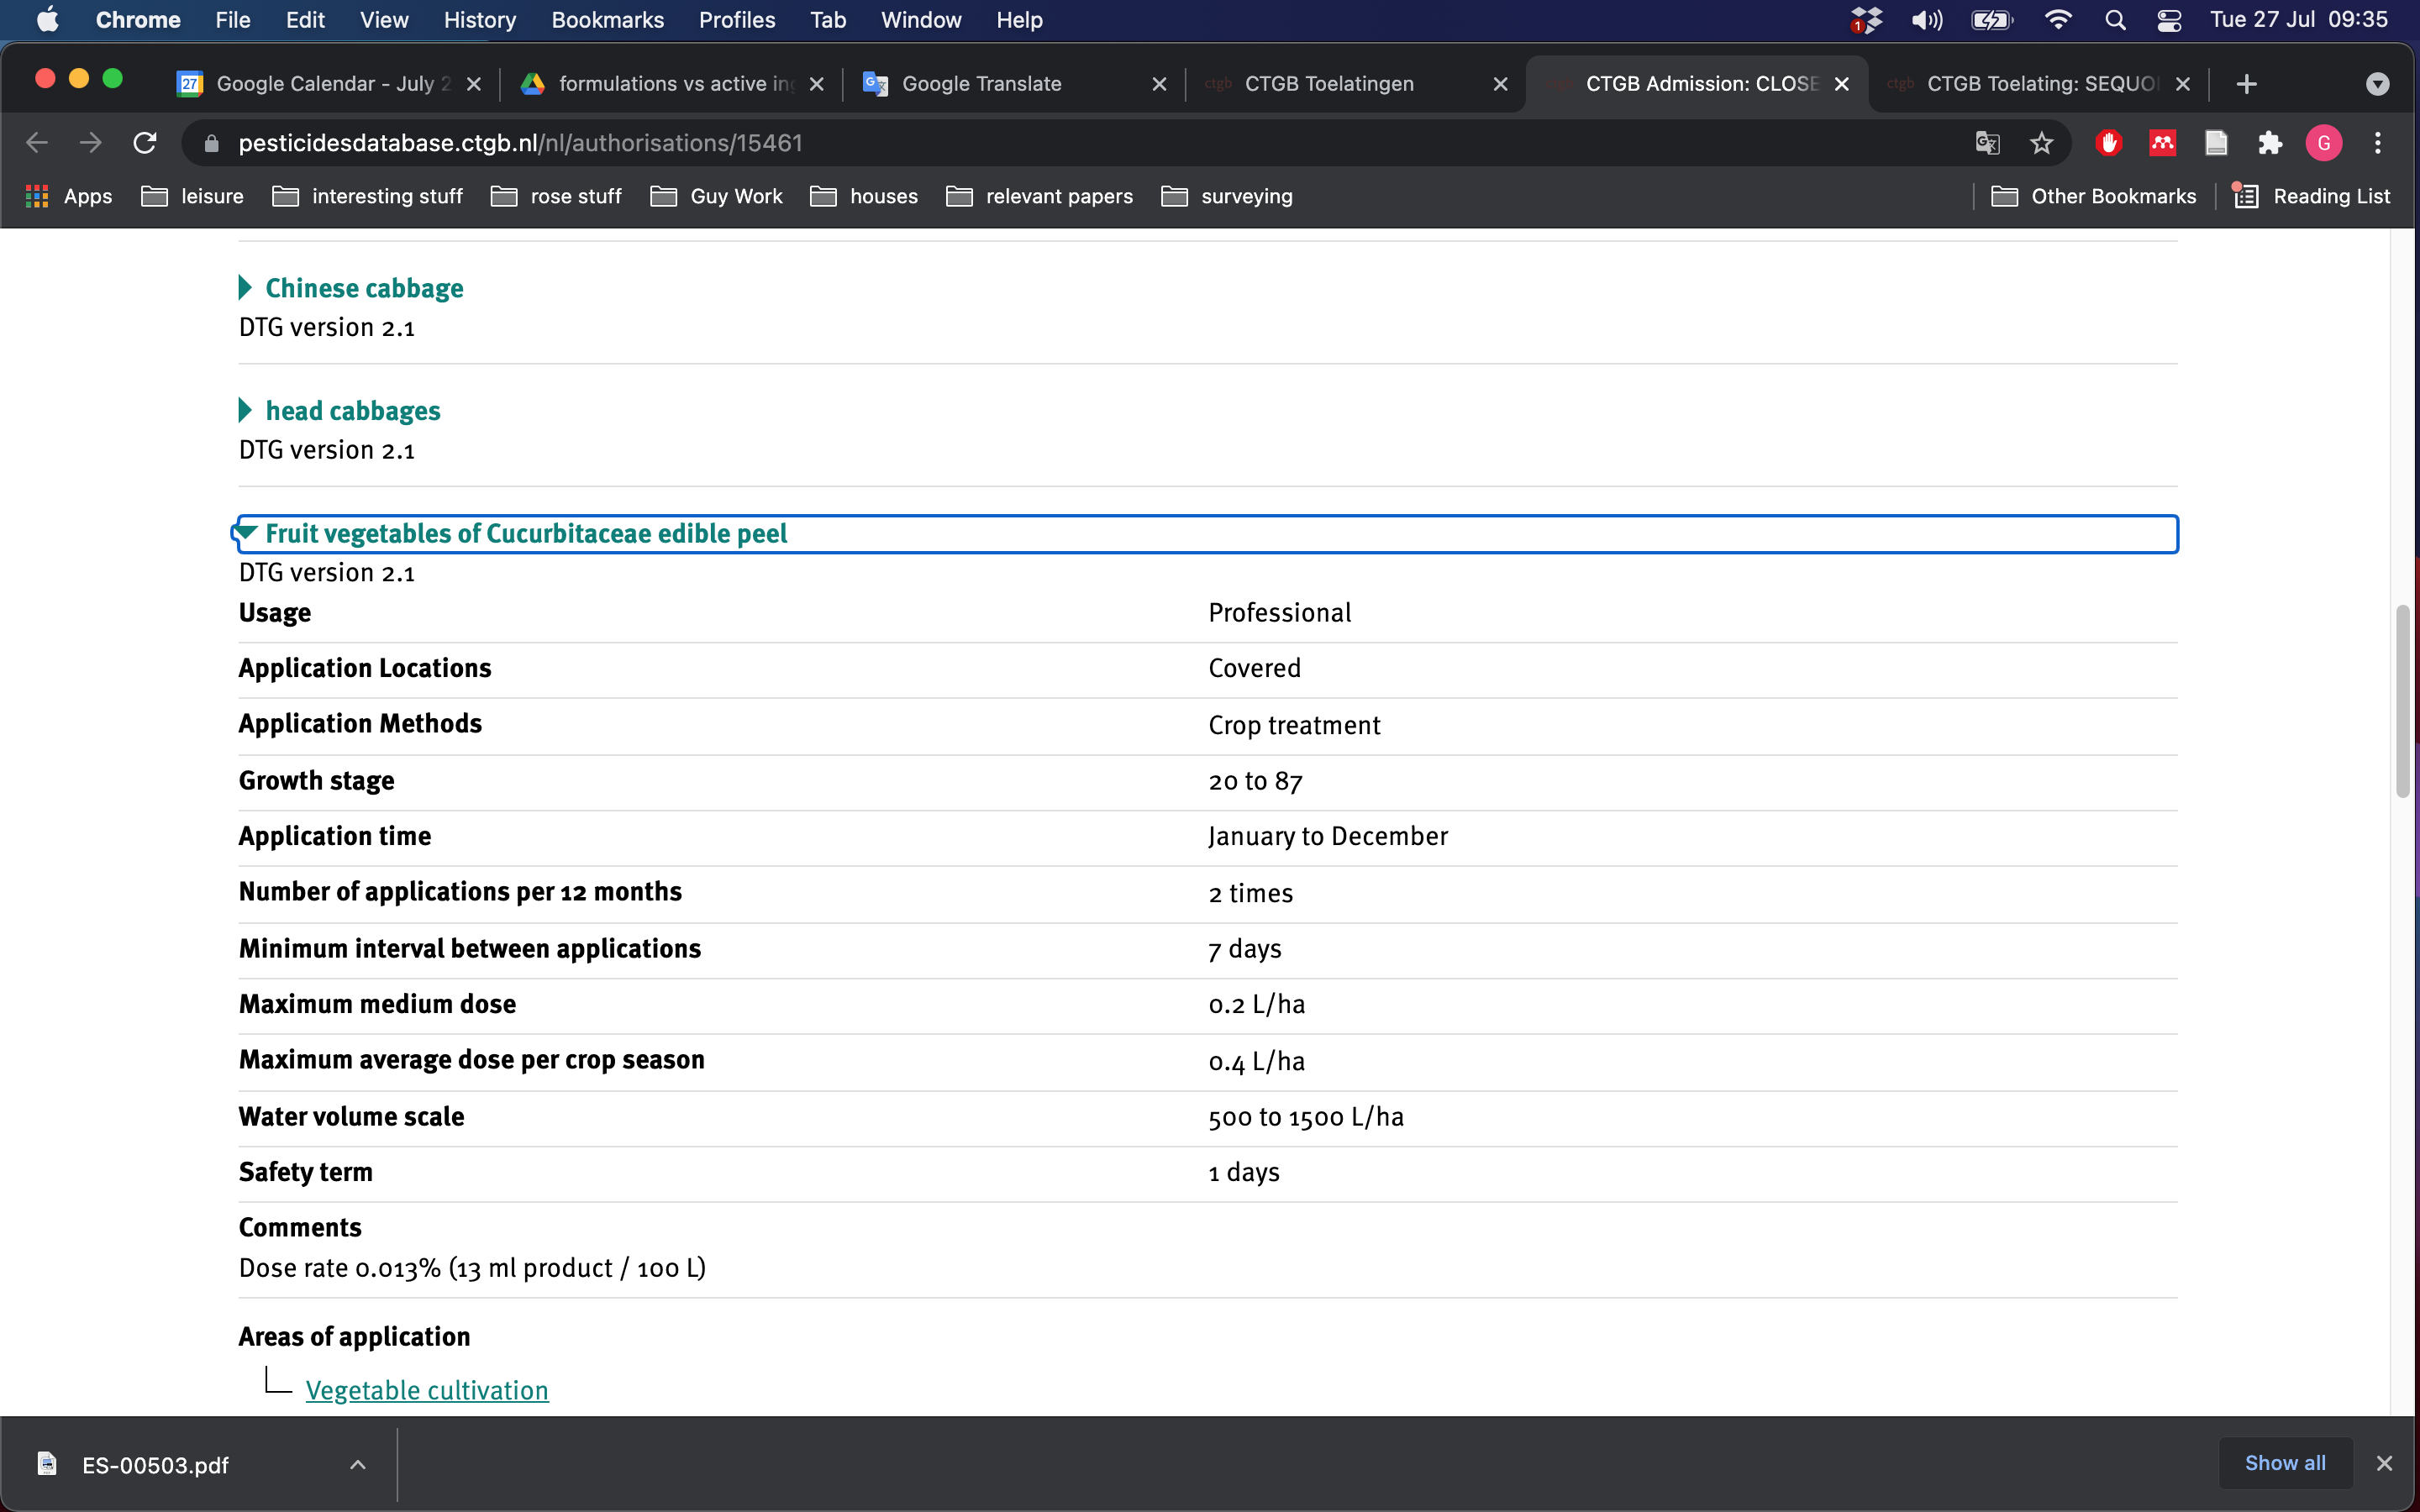 Chrome File Edit View History Bookmarks Profiles Tab Window Help 1 Tue 27 Jul 09:35
27 Google Calendar - July 2 formulations vs active ing Google Translate ctgb CTGB Toelatingen CTGB Admission: CLOSE ctgb CTGB Toelating: SEQUOI
pesticidesdatabase.ctgb.nl/nl/authorisations/15461 G
Apps leisure interesting stuff rose stuff Guy Work houses relevant papers surveying Other Bookmarks Reading List
Chinese cabbage
DTG version 2.1
head cabbages
DTG version 2.1
Fruit vegetables of Cucurbitaceae edible peel
DTG version 2.1
Usage Professional
Application Locations Covered
Application Methods Crop treatment
Growth stage 20 to 87
Application time January to December
Number of applications per 12 months 2 times
Minimum interval between applications 7 days
Maximum medium dose 0.2 L/ha
Maximum average dose per crop season 0.4 L/ha
Water volume scale 500 to 1500 L/ha
Safety term 1 days
Comments
Dose rate 0.013% (13 ml product / 100 L)
Areas of application
Vegetable cultivation
ES-00503.pdf Show all